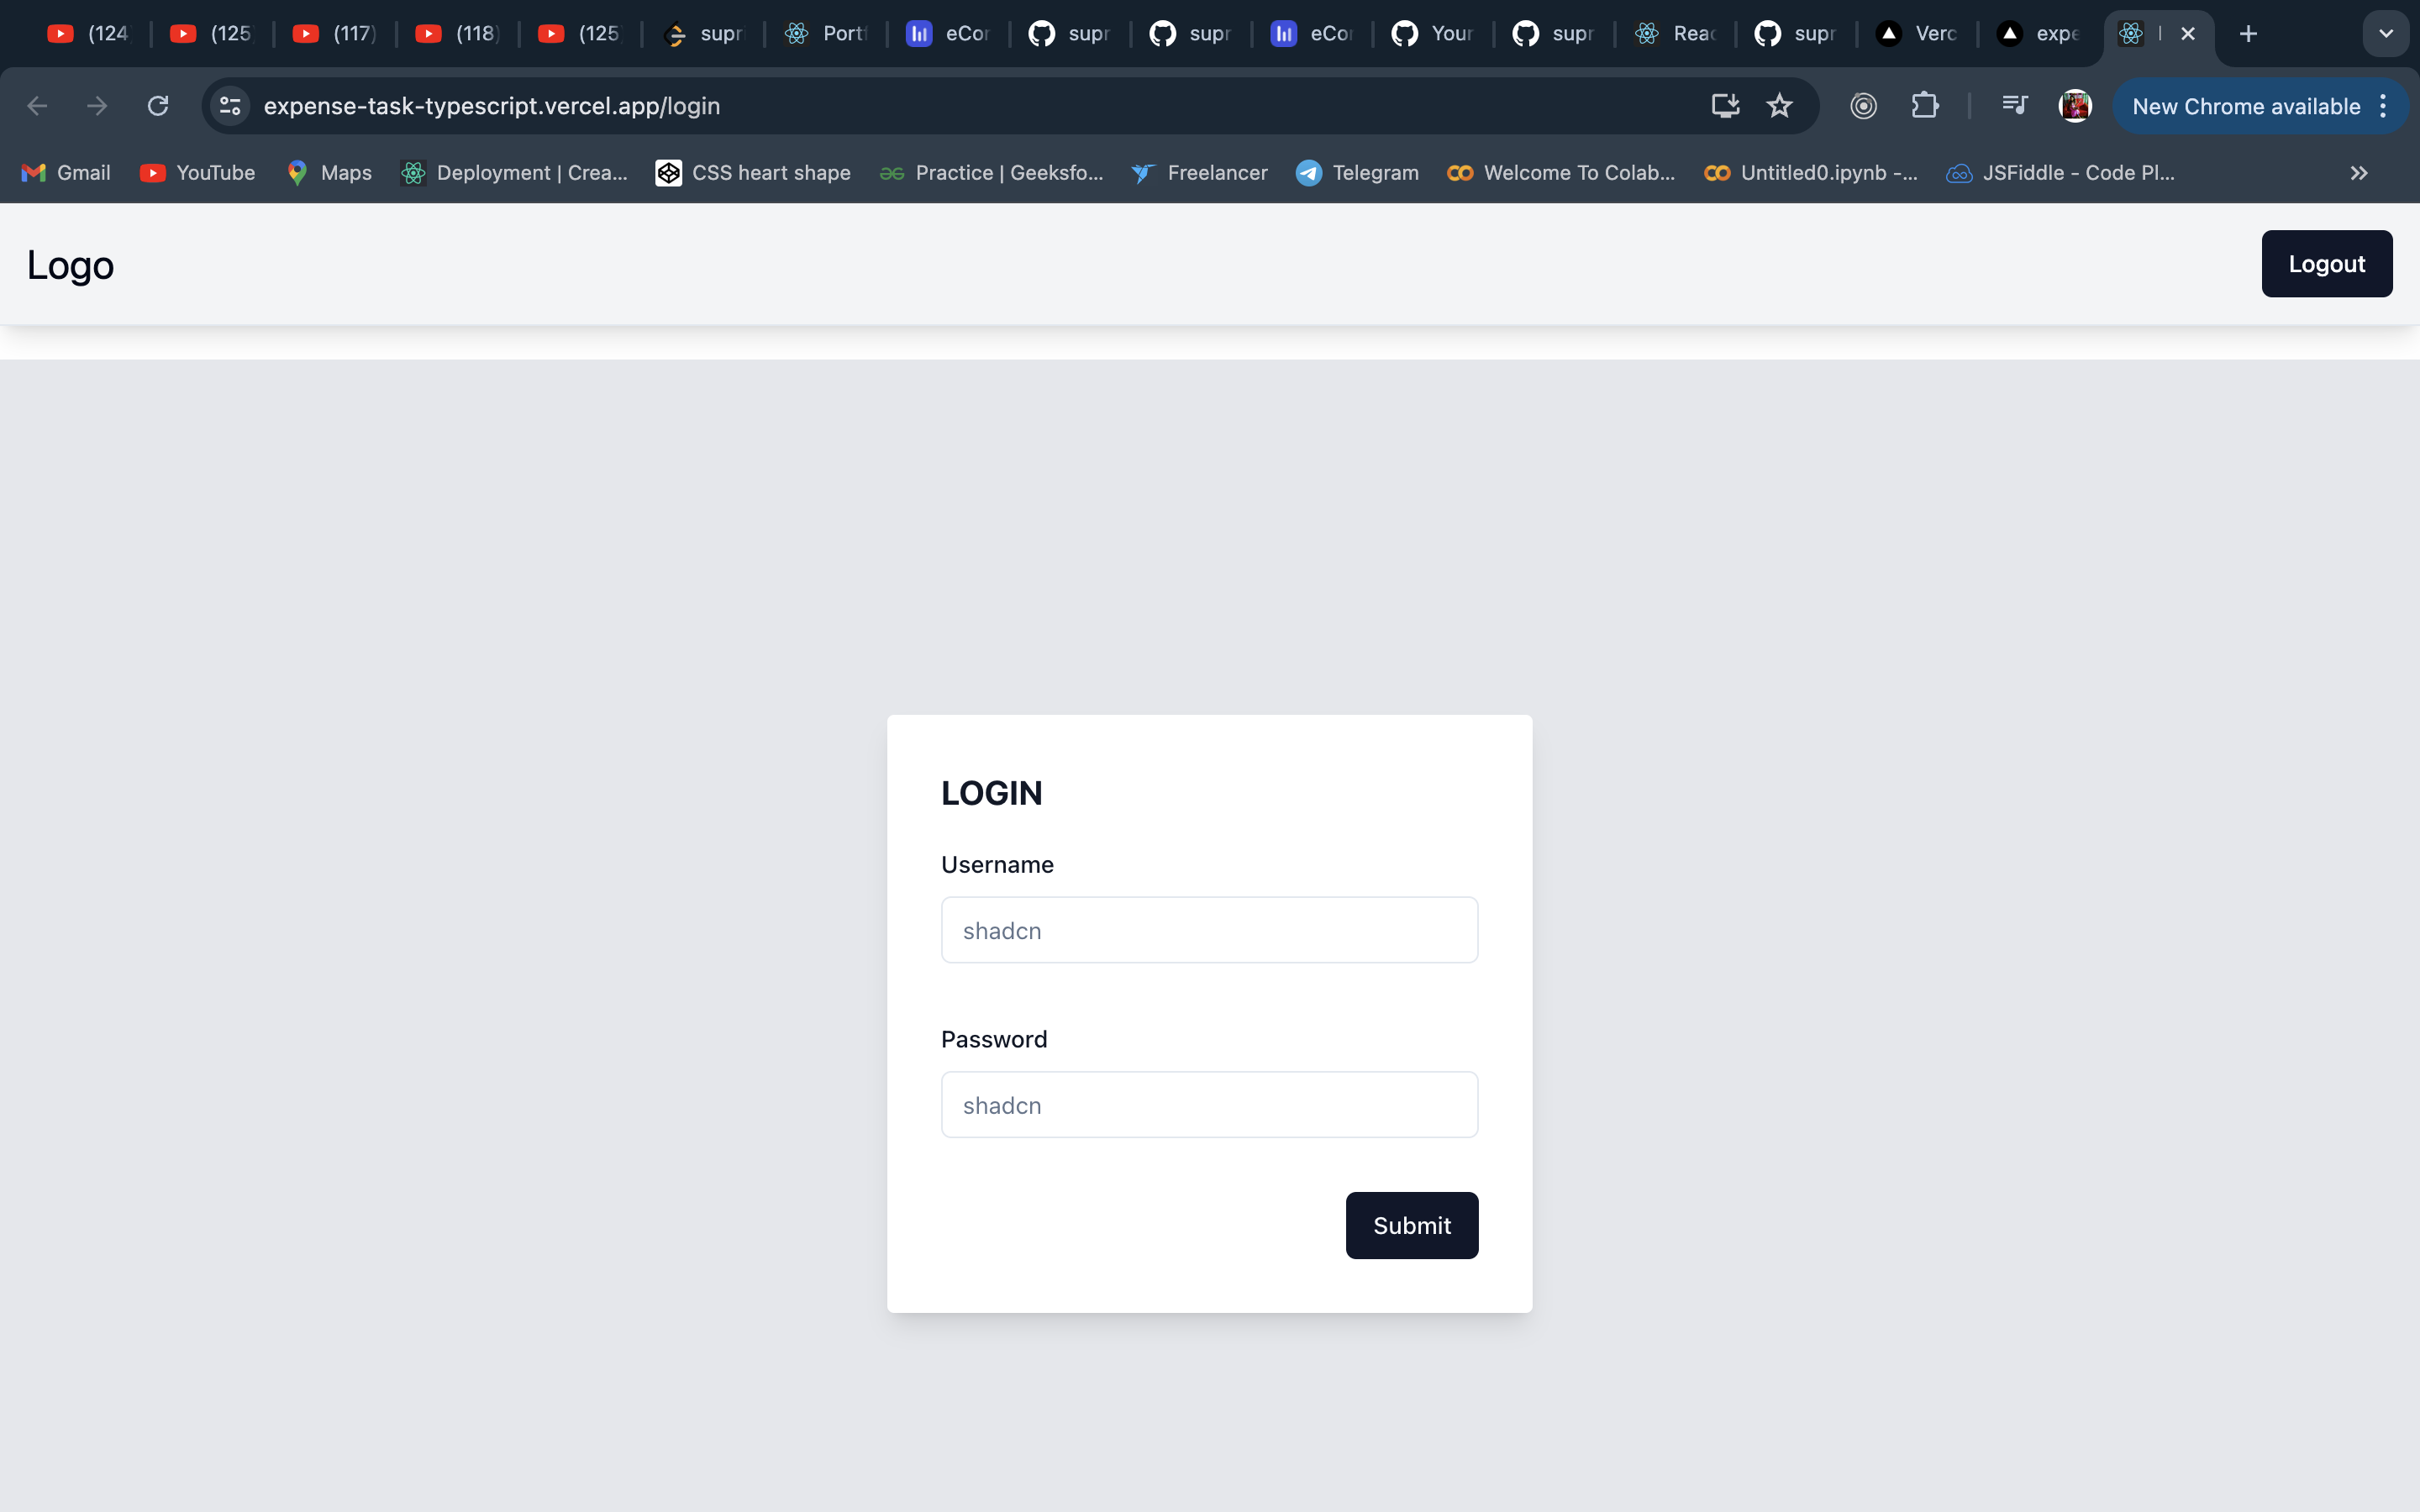 (124 (125 (117) (118) (125 supr Port eCor supr supr eCor Your supr Reac supr Verc expe
expense-task-typescript.vercel.app/login New Chrome available
Gmail YouTube Maps Deployment | Crea... CSS heart shape Practice | Geeksfo... Freelancer Telegram Welcome To Colab... Untitled0.ipynb -... JSFiddle - Code Pl...
Logo Logout
LOGIN
Username
shadcn
Password
shadcn
Submit